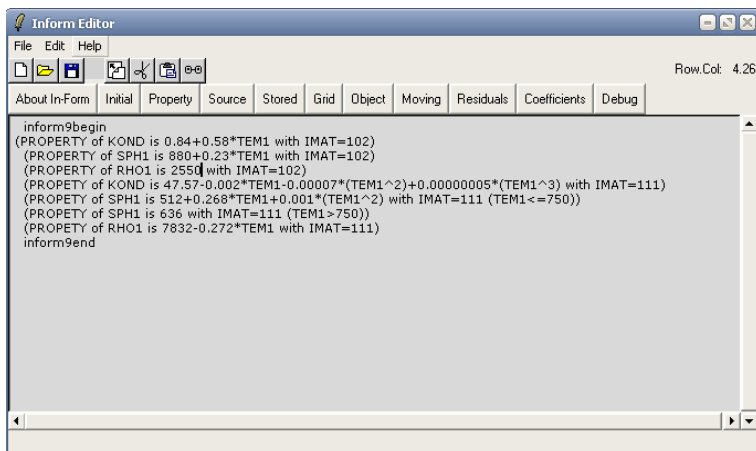 Inform Editor
File Edit Help
Row.Col: 4.26
About In-Form Initial Property Source Stored Grid Object Moving Residuals Coefficients Debug
inform9begin
(PROPERTY of KOND is 0.84+0.58*TEM1 with IMAT=102)
(PROPERTY of SPH1 is 880+0.23*TEM1 with IMAT=102)
(PROPERTY of RHO1 is 2550 with IMAT=102)
(PROPETY of KOND is 47.57-0.002*TEM1-0.00007*(TEM1^2)+0.00000005*(TEM1^3) with IMAT=111)
(PROPETY of SPH1 is 512+0.268*TEM1+0.001*(TEM1^2) with IMAT=111 (TEM1<=750))
(PROPETY of SPH1 is 636 with IMAT=111 (TEM1>750))
(PROPETY of RHO1 is 7832-0.272*TEM1 with IMAT=111)
inform9end